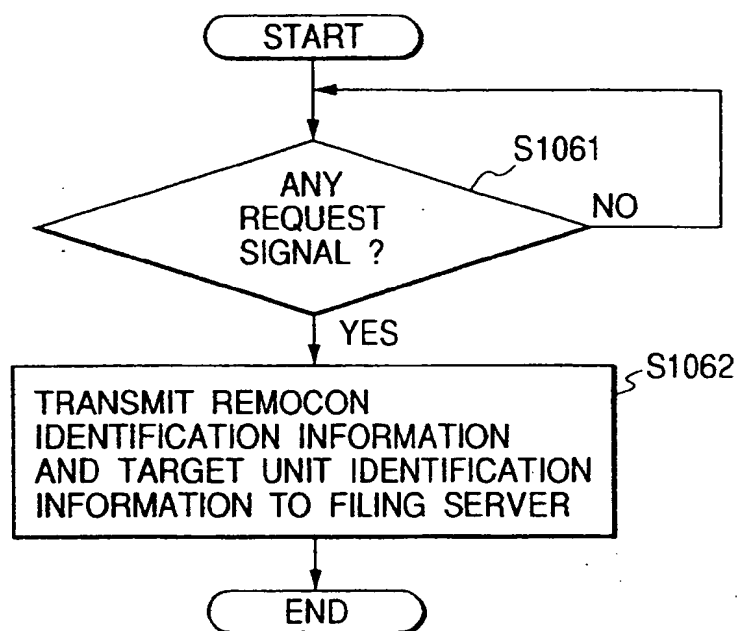 START
S1061
ANY
REQUEST
SIGNAL ?
NO
YES
S1062
TRANSMIT REMOCON
IDENTIFICATION INFORMATION
AND TARGET UNIT IDENTIFICATION
INFORMATION TO FILING SERVER
END